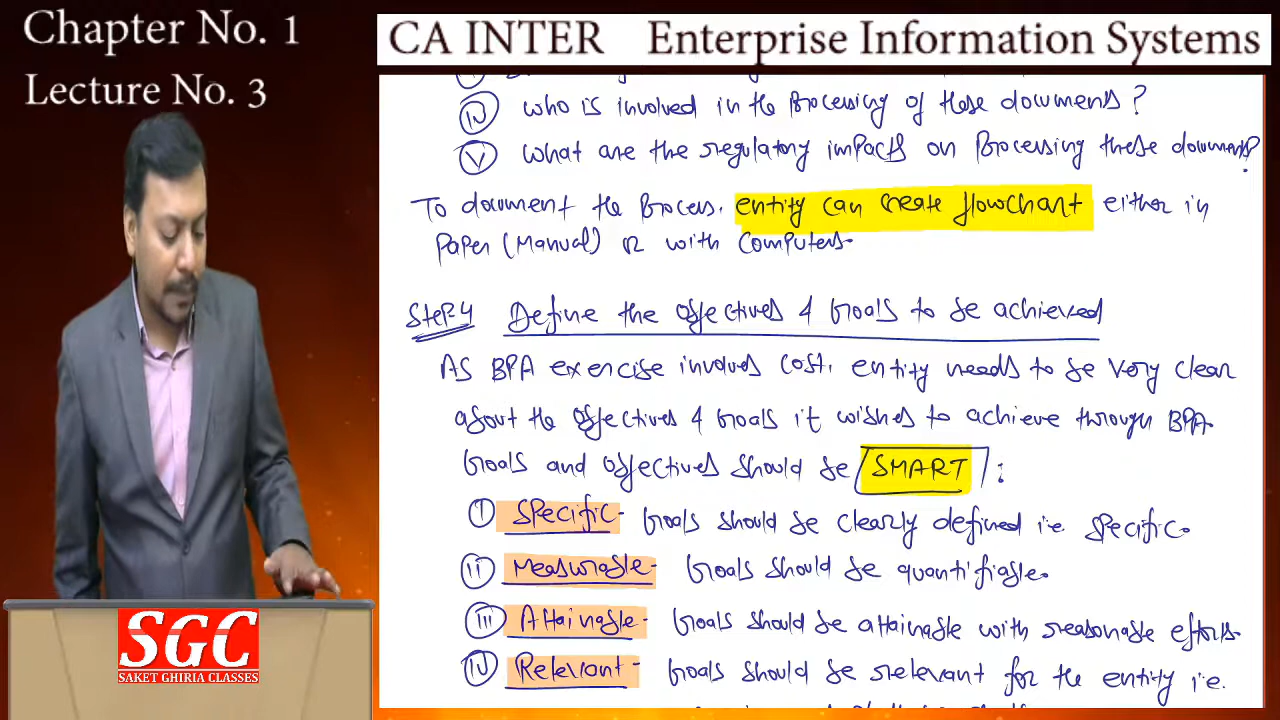 Chapter No. 1
Lecture No. 3
CA INTER Enterprise Information Systems
(iv) who is involved in the Processing of these documents?
(v) what are the regulatory impacts on Processing these document?
To document the Process, entity can create flowchart either in
Paper (Manual) or with Computers.
Step-4 Define the objectives & Goals to be achieved
As BPA exercise involves cost, entity needs to be very clear
about the objectives & Goals it wishes to achieve through BPA.
Goals and objectives should be SMART :
(i) Specific- Goals should be clearly defined i.e. specific.
(ii) Measurable- Goals should be quantifiable.
(iii) Attainable- Goals should be attainable with reasonable efforts.
(iv) Relevant- Goals should be relevant for the entity i.e.
SGC
SAKET GHIRIA CLASSES